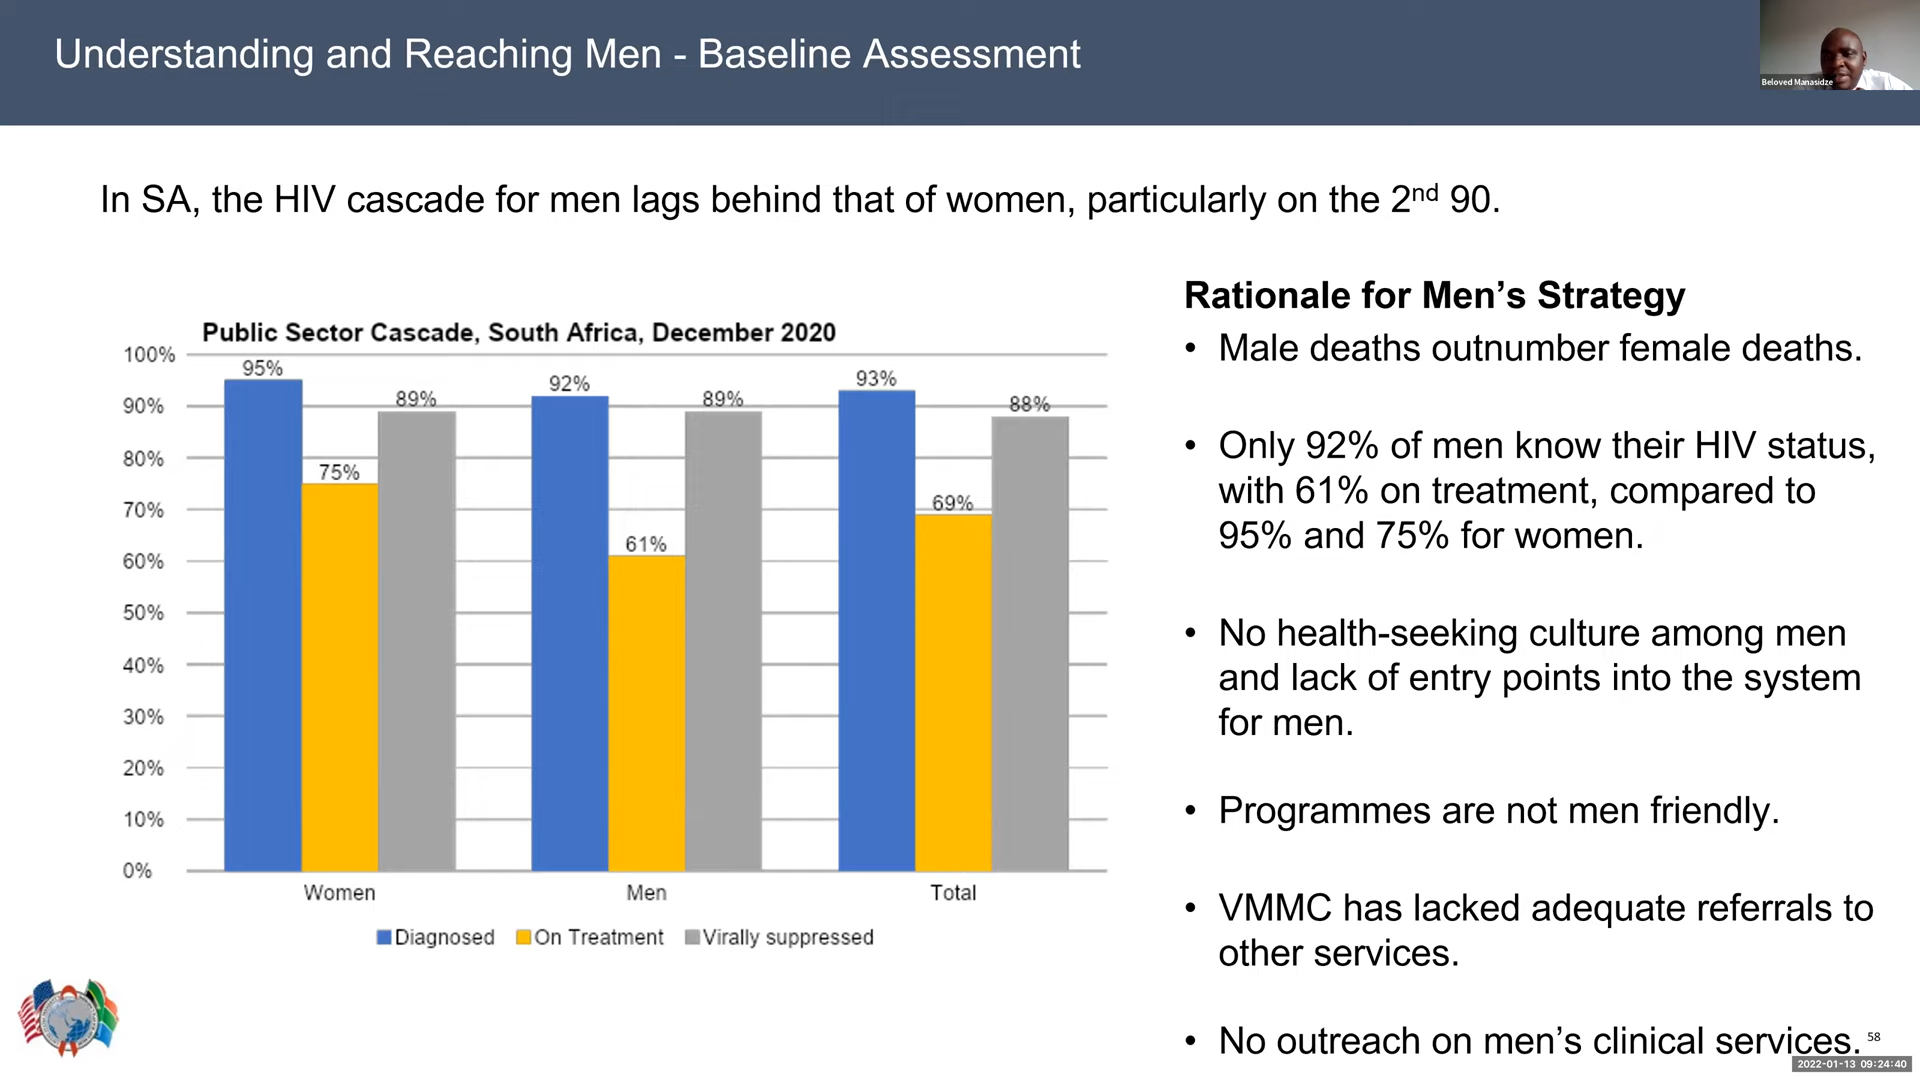 Understanding and Reaching Men - Baseline Assessment
Beloved Manasidze
In SA, the HIV cascade for men lags behind that of women, particularly on the 2nd 90.
Public Sector Cascade, South Africa, December 2020
100%
90%
80%
70%
60%
50%
40%
30%
20%
10%
0%
95%
75%
89%
92%
61%
89%
93%
69%
88%
Women
Men
Total
Diagnosed
On Treatment
Virally suppressed
Rationale for Men’s Strategy
• Male deaths outnumber female deaths.
• Only 92% of men know their HIV status,
with 61% on treatment, compared to
95% and 75% for women.
• No health-seeking culture among men
and lack of entry points into the system
for men.
• Programmes are not men friendly.
• VMMC has lacked adequate referrals to
other services.
• No outreach on men’s clinical services.
58
2022-01-13 09:24:40